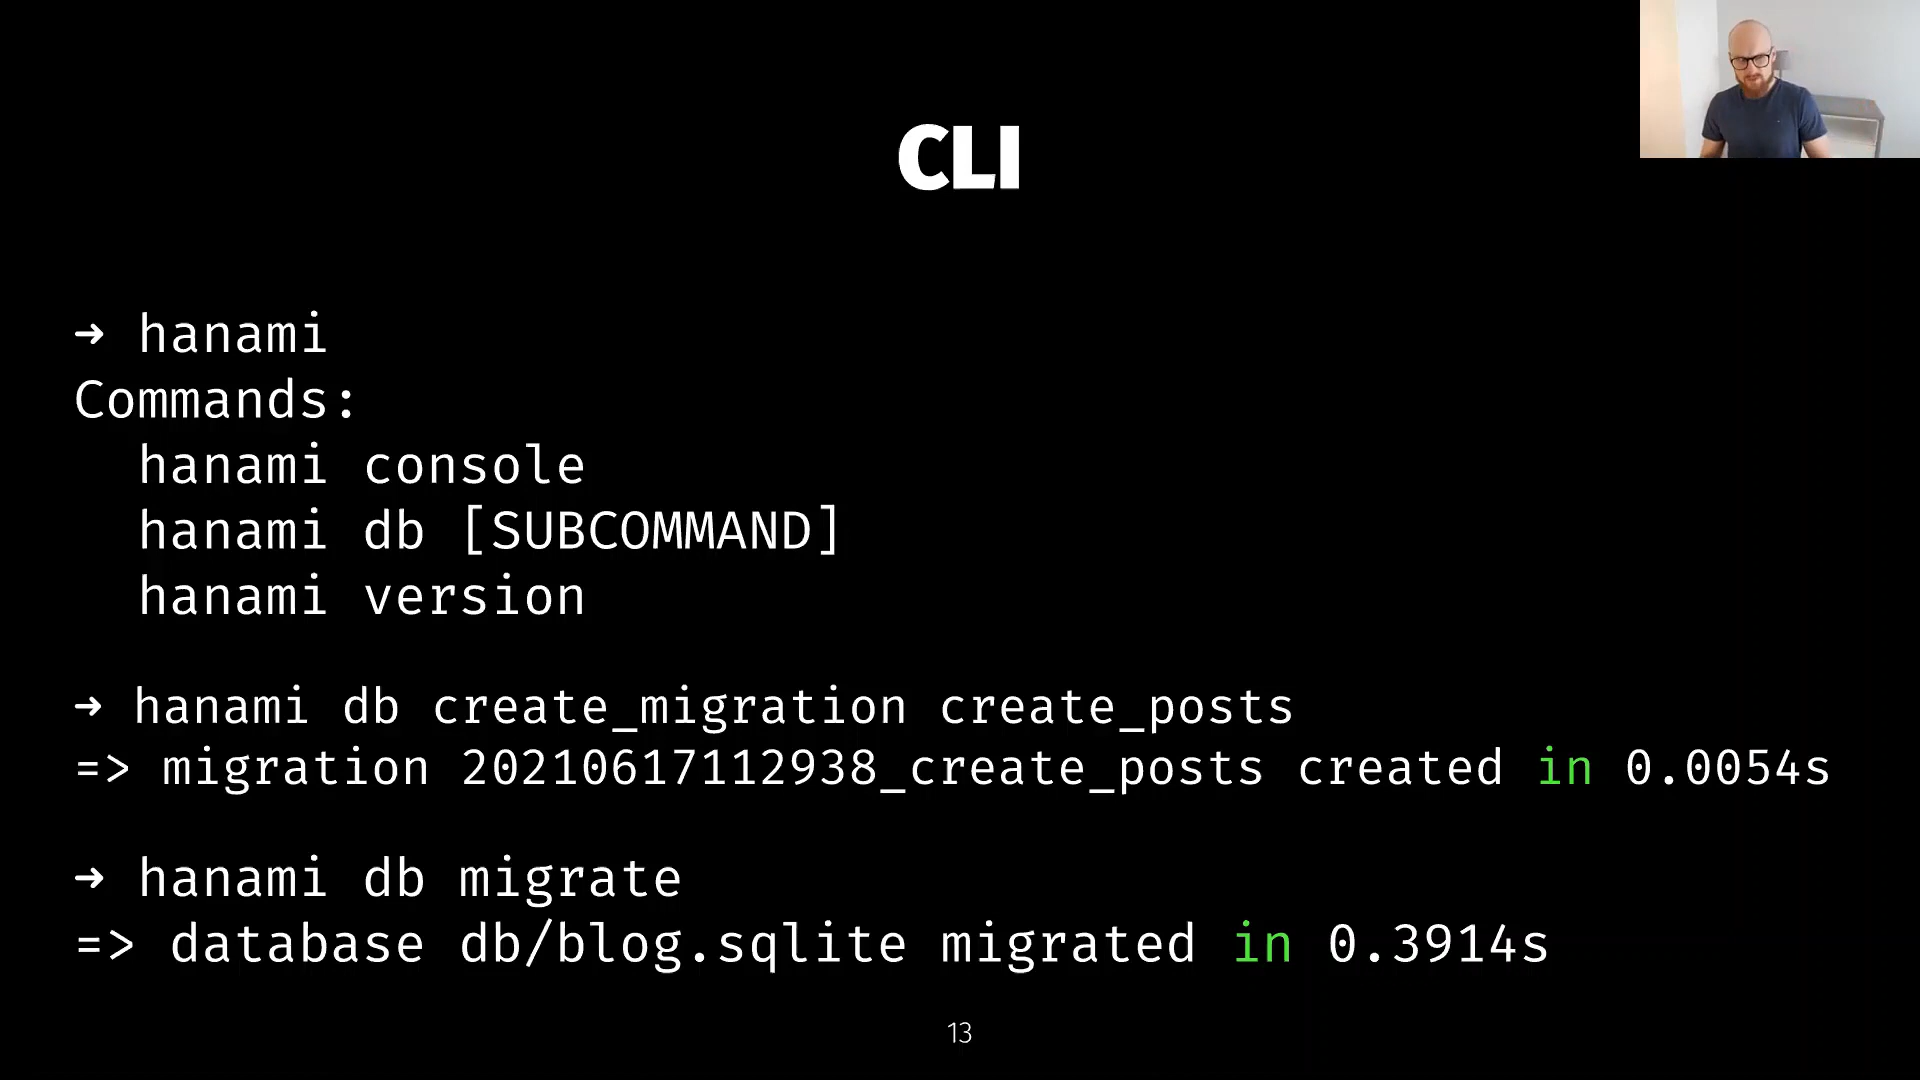 CLI
➜ hanami
Commands:
hanami console
hanami db [SUBCOMMAND]
hanami version
➜ hanami db create_migration create_posts
=> migration 20210617112938_create_posts created in 0.0054s
➜ hanami db migrate
=> database db/blog.sqlite migrated in 0.3914s
13